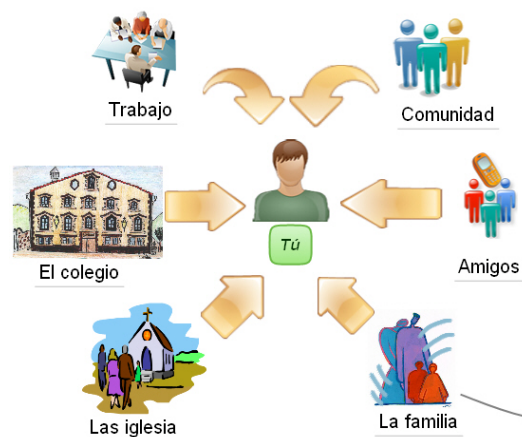 Trabajo
Comunidad
El colegio
Tú
Amigos
Las iglesia
La familia